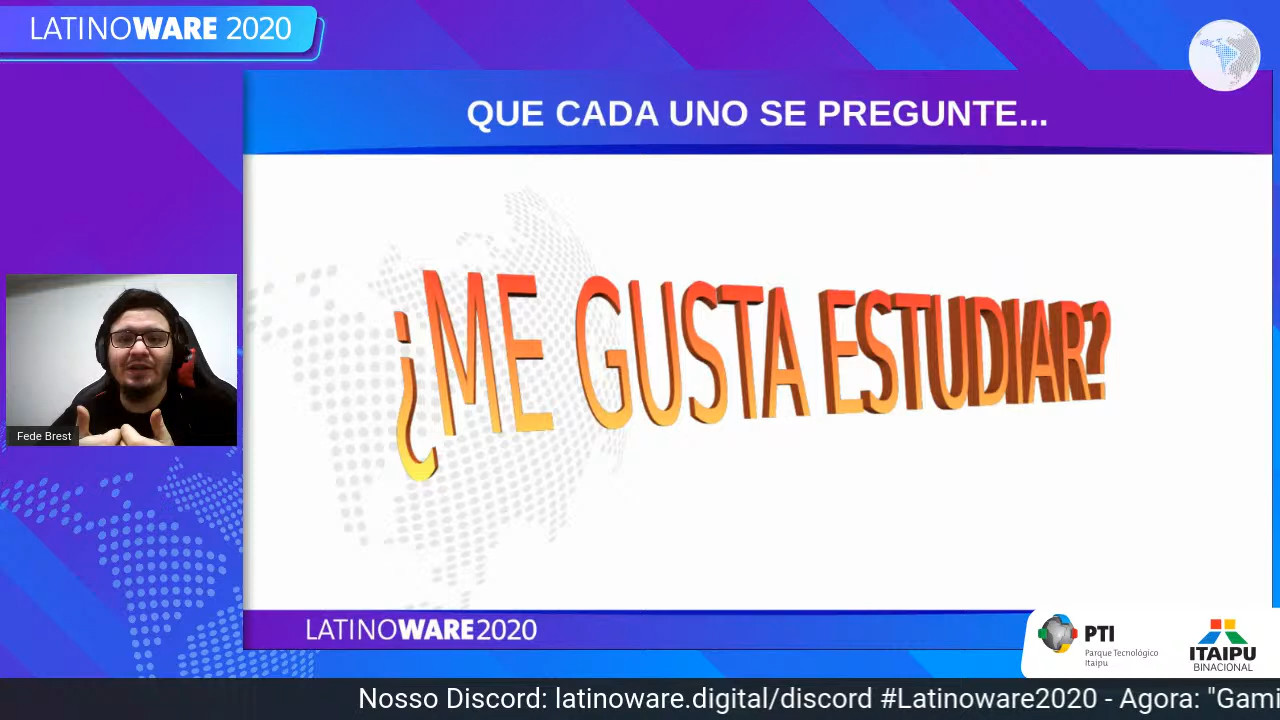 LATINOWARE 2020
QUE CADA UNO SE PREGUNTE...
¿ME GUSTA ESTUDIAR?
Fede Brest
LATINOWARE2020
PTI
Parque Tecnológico
Itaipu
ITAIPU
BINACIONAL
Nosso Discord: latinoware.digital/discord #Latinoware2020 - Agora: "Gami